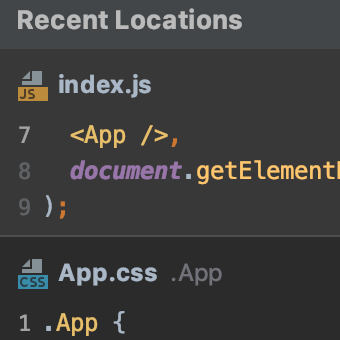 Recent Locations
JS index.js
7 <App />,
8 document.getElement
9 );
CSS App.css .App
1 .App {